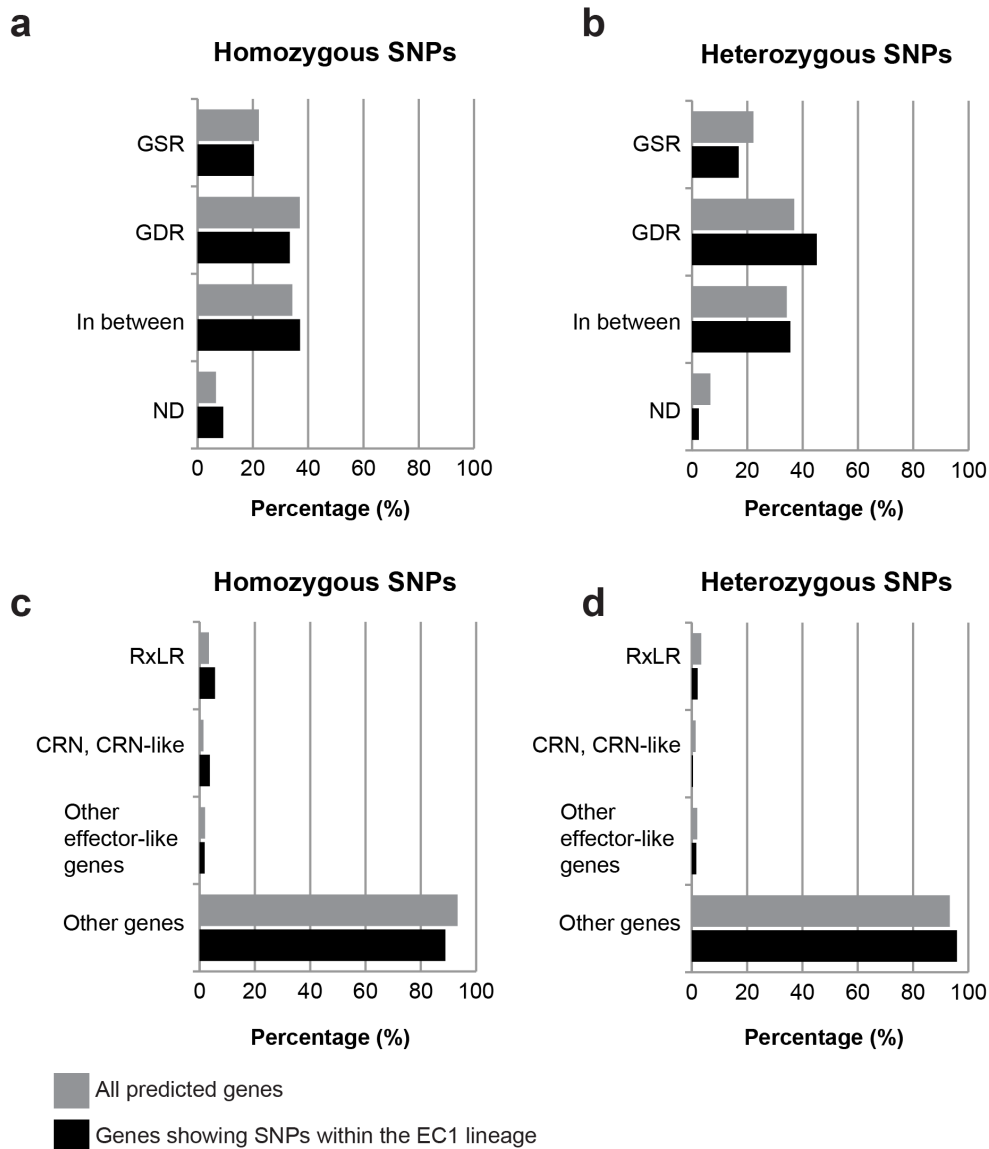 a
Homozygous SNPs
GSR
GDR
In between
ND
0 20 40 60 80 100
Percentage (%)
b
Heterozygous SNPs
GSR
GDR
In between
ND
0 20 40 60 80 100
Percentage (%)
c
Homozygous SNPs
RxLR
CRN, CRN-like
Other
effector-like
genes
Other genes
0 20 40 60 80 100
Percentage (%)
d
Heterozygous SNPs
RxLR
CRN, CRN-like
Other
effector-like
genes
Other genes
0 20 40 60 80 100
Percentage (%)
All predicted genes
Genes showing SNPs within the EC1 lineage